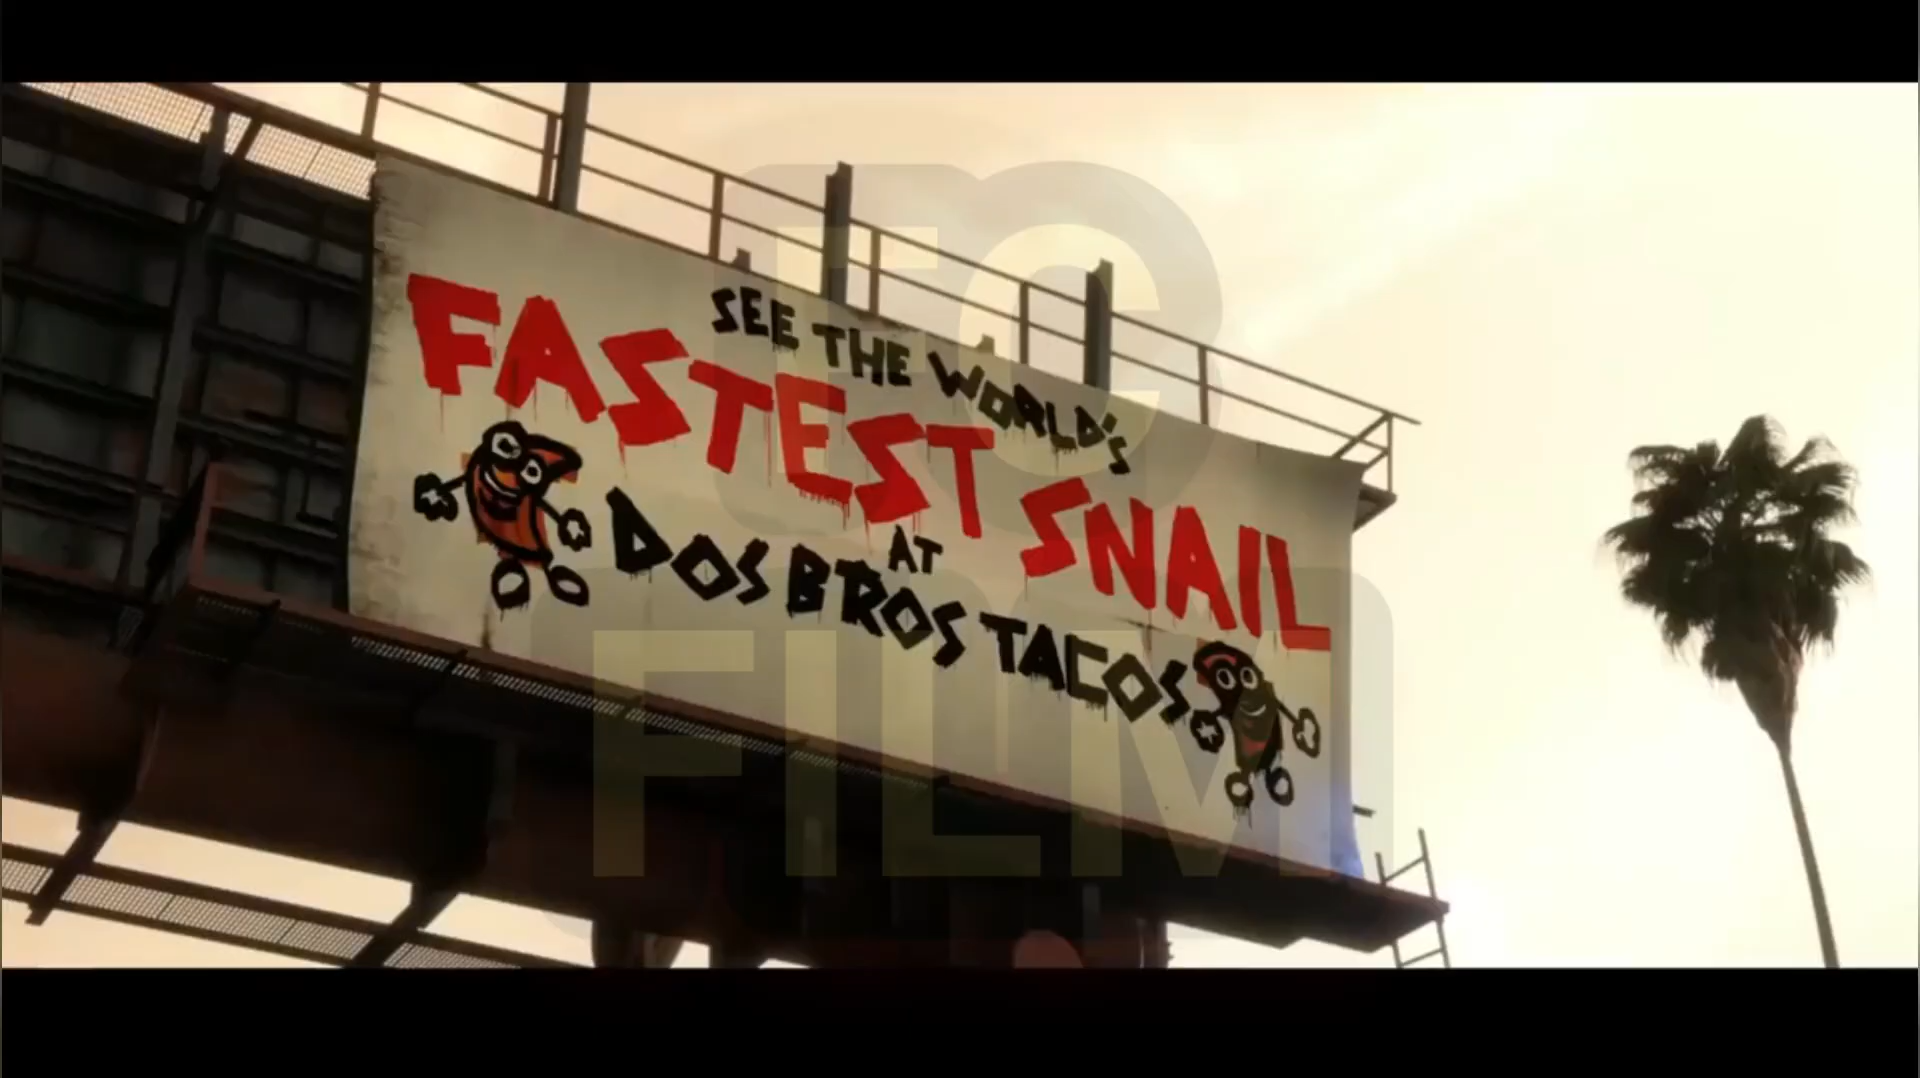 SEE THE WORLD'S
FASTEST SNAIL
AT
DOS BROS TACOS
FILM